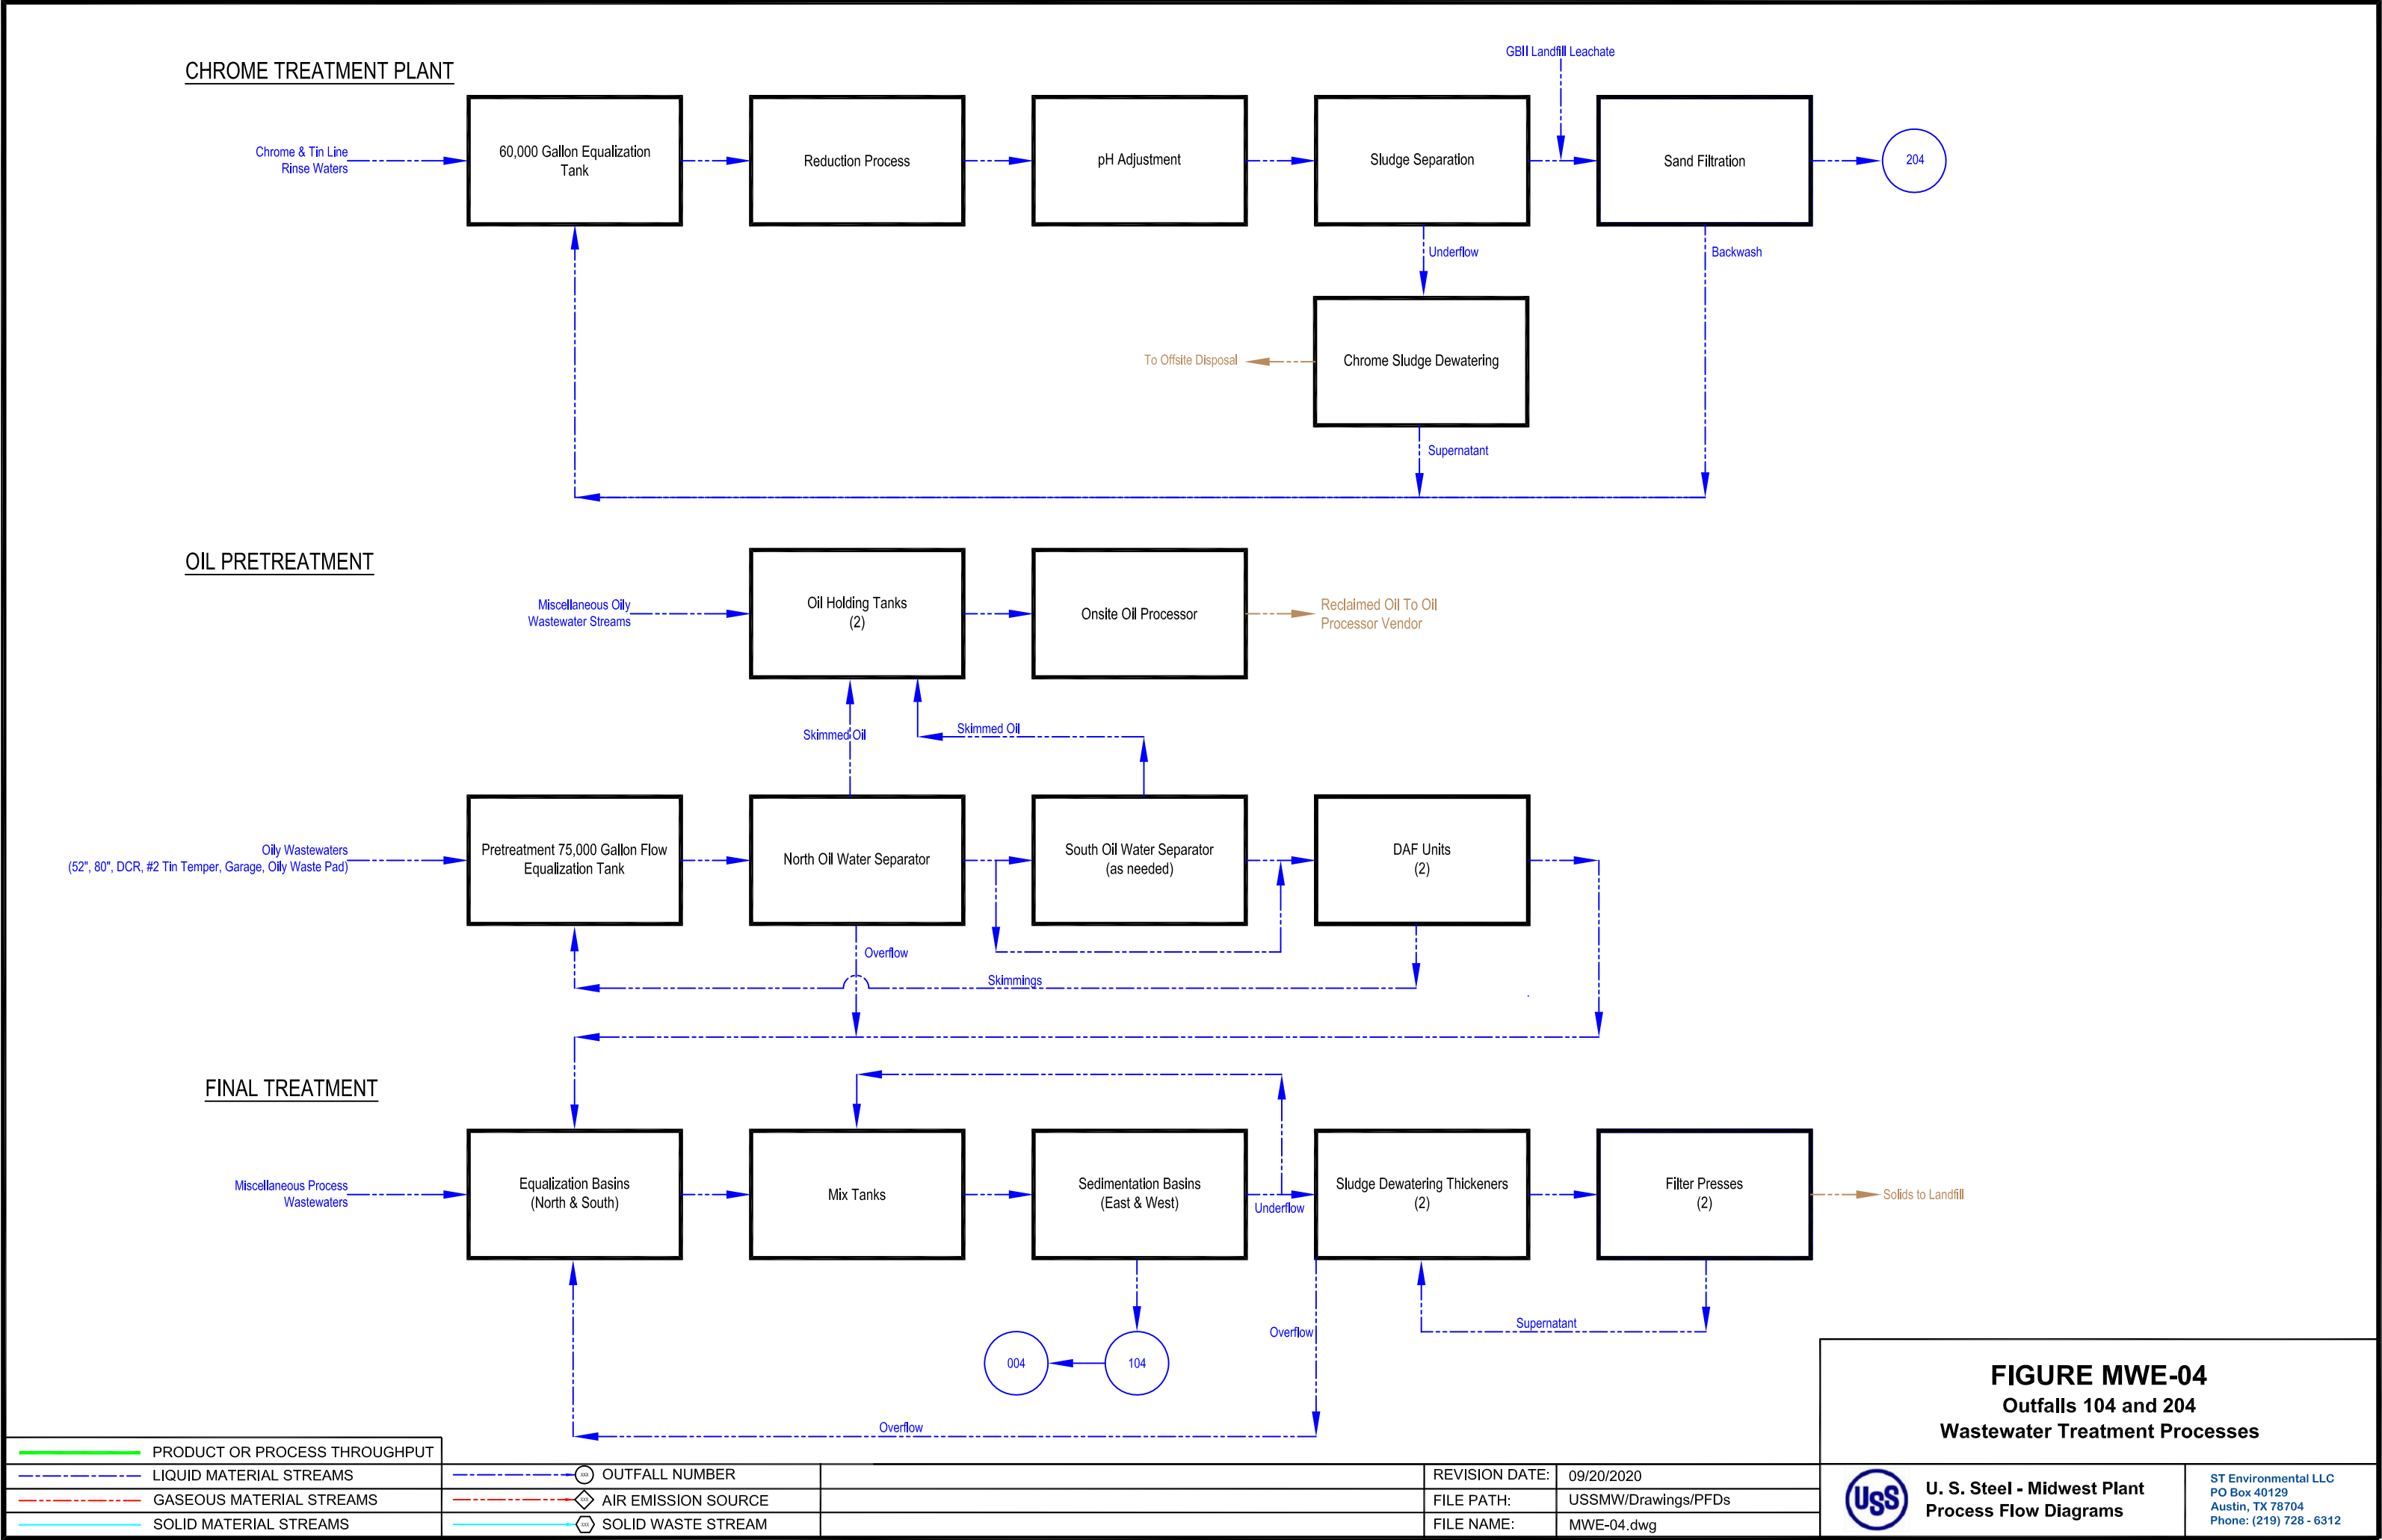 CHROME TREATMENT PLANT
GBII Landfill Leachate
Chrome & Tin Line
Rinse Waters
60,000 Gallon Equalization
Tank
Reduction Process
pH Adjustment
Sludge Separation
Sand Filtration
204
Underflow
Backwash
To Offsite Disposal
Chrome Sludge Dewatering
Supernatant
OIL PRETREATMENT
Miscellaneous Oily
Wastewater Streams
Oil Holding Tanks
(2)
Onsite Oil Processor
Reclaimed Oil To Oil
Processor Vendor
Skimmed Oil
Skimmed Oil
Oily Wastewaters
(52", 80", DCR, #2 Tin Temper, Garage, Oily Waste Pad)
Pretreatment 75,000 Gallon Flow
Equalization Tank
North Oil Water Separator
South Oil Water Separator
(as needed)
DAF Units
(2)
Overflow
Skimmings
FINAL TREATMENT
Miscellaneous Process
Wastewaters
Equalization Basins
(North & South)
Mix Tanks
Sedimentation Basins
(East & West)
Underflow
Sludge Dewatering Thickeners
(2)
Filter Presses
(2)
Solids to Landfill
Supernatant
Overflow
004
104
Overflow
FIGURE MWE-04
Outfalls 104 and 204
Wastewater Treatment Processes
PRODUCT OR PROCESS THROUGHPUT
LIQUID MATERIAL STREAMS
GASEOUS MATERIAL STREAMS
SOLID MATERIAL STREAMS
XXX OUTFALL NUMBER
XXX AIR EMISSION SOURCE
XXX SOLID WASTE STREAM
REVISION DATE: 09/20/2020
FILE PATH: USSMW/Drawings/PFDs
FILE NAME: MWE-04.dwg
USS
U. S. Steel - Midwest Plant
Process Flow Diagrams
ST Environmental LLC
PO Box 40129
Austin, TX 78704
Phone: (219) 728 - 6312